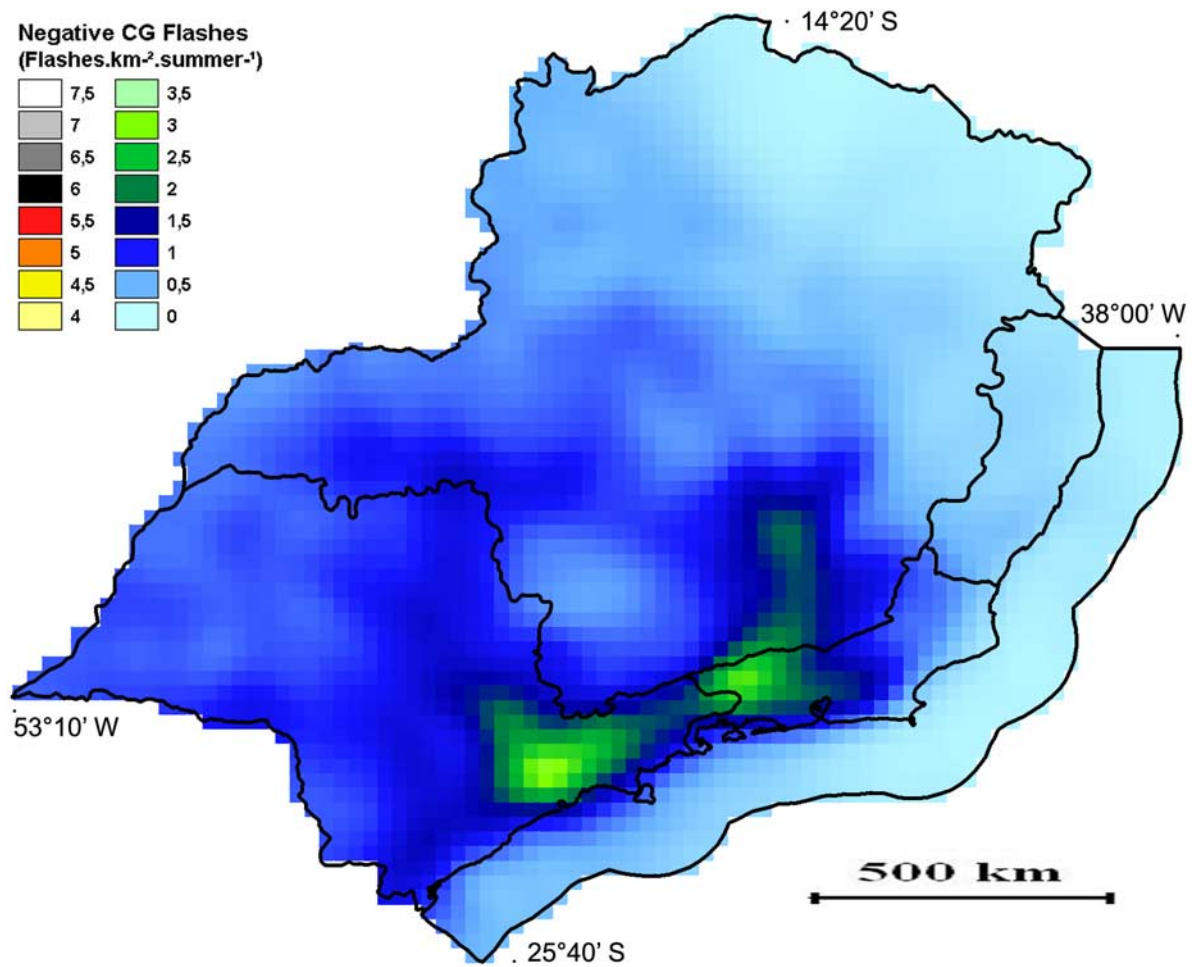 Negative CG Flashes
(Flashes.km-².summer-¹)
7,5 3,5
7 3
6,5 2,5
6 2
5,5 1,5
5 1
4,5 0,5
4 0
14°20' S
38°00' W
53°10' W
500 km
25°40' S